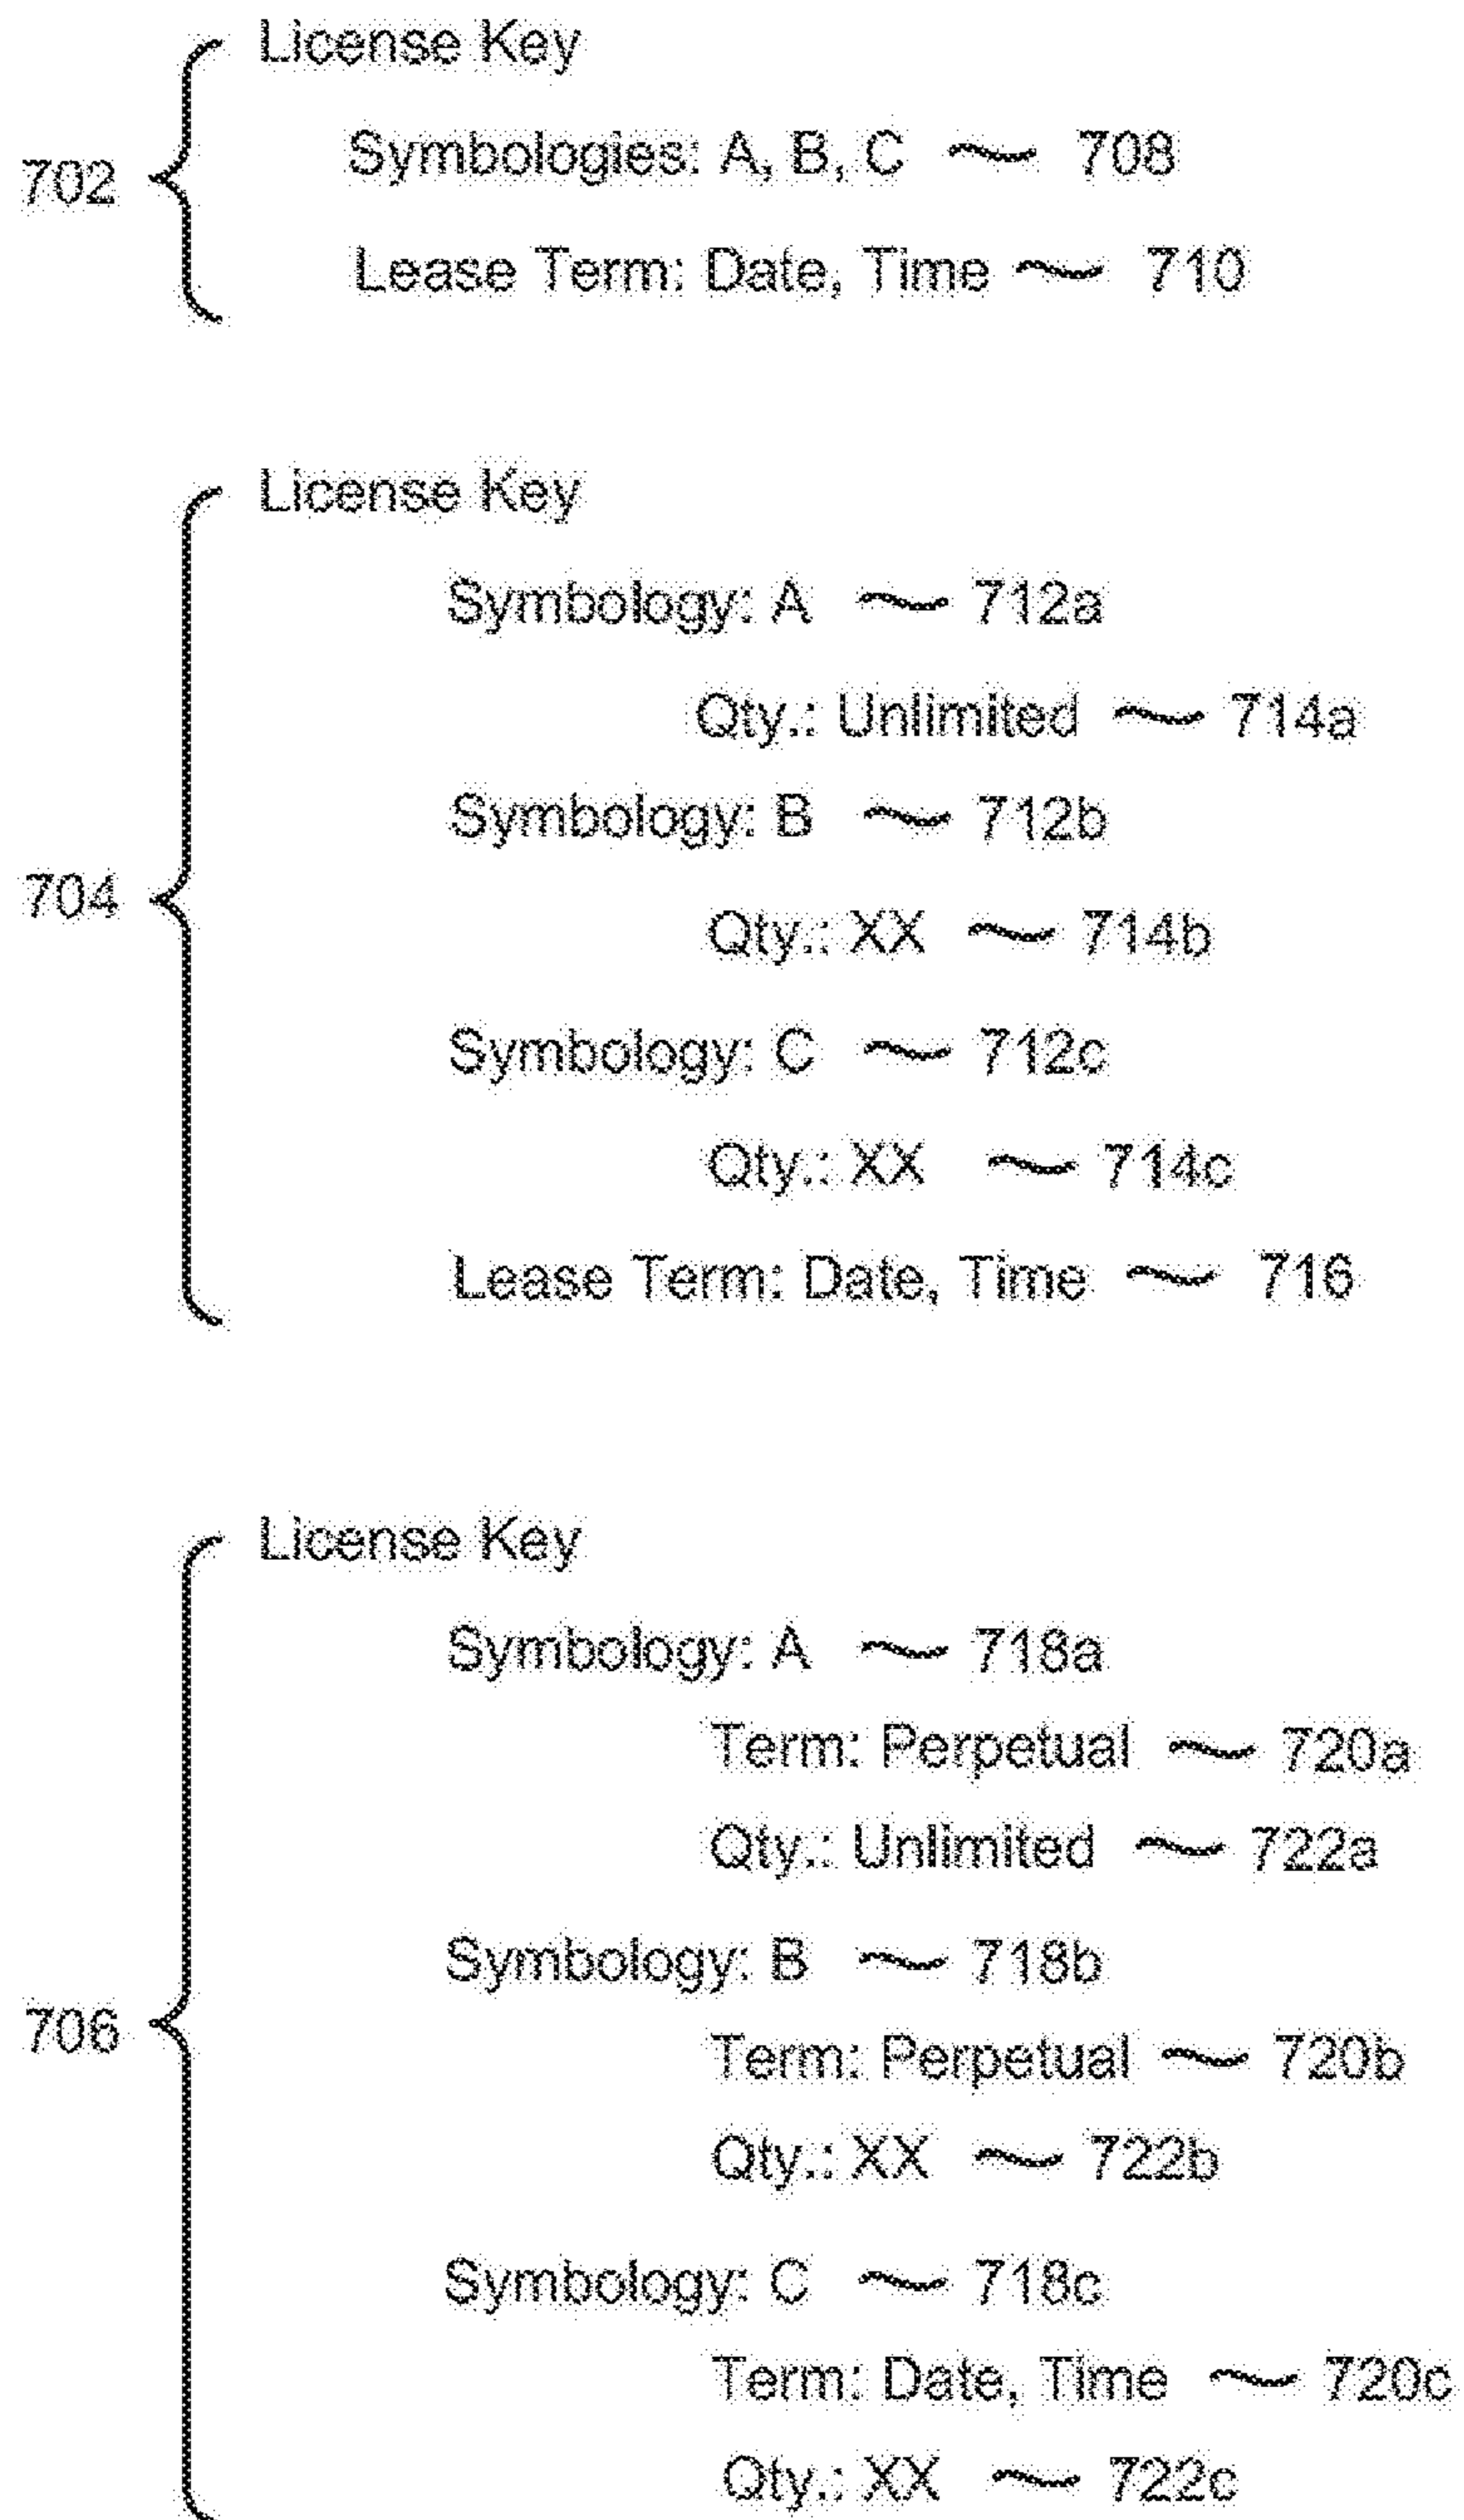 License Key
Symbologies: A, B, C 708
702
Lease Term: Date, Time 710
License Key
Symbology: A 712a
Qty.: Unlimited 714a
Symbology: B 712b
704
Qty.: XX 714b
Symbology: C 712c
Qty.: XX 714c
Lease Term: Date, Time 716
License Key
Symbology: A 718a
Term: Perpetual 720a
Qty.: Unlimited 722a
Symbology: B 718b
706
Term: Perpetual 720b
Qty.: XX 722b
Symbology: C 718c
Term: Date, Time 720c
Qty.: XX 722c